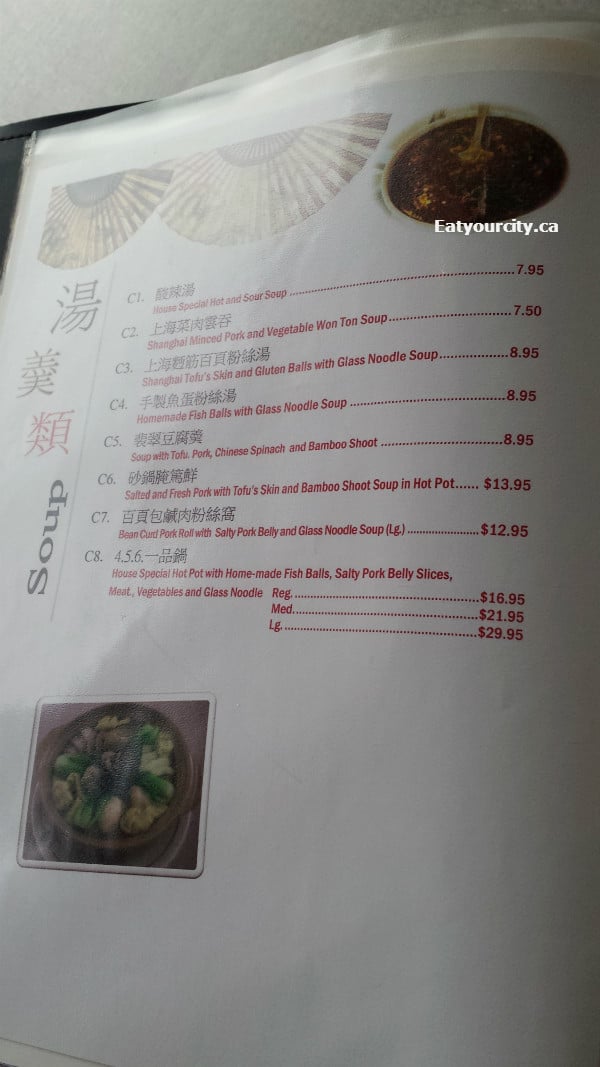 Eatyourcity.ca
湯羹類
Soup
C1. 酸辣湯
House Special Hot and Sour Soup 7.95
C2. 上海菜肉雲吞
Shanghai Minced Pork and Vegetable Won Ton Soup 7.50
C3. 上海麵筋百頁粉絲湯
Shanghai Tofu's Skin and Gluten Balls with Glass Noodle Soup 8.95
C4. 手製魚蛋粉絲湯
Homemade Fish Balls with Glass Noodle Soup 8.95
C5. 翡翠豆腐羹
Soup with Tofu. Pork, Chinese Spinach and Bamboo Shoot 8.95
C6. 砂鍋腌篤鮮
Salted and Fresh Pork with Tofu's Skin and Bamboo Shoot Soup in Hot Pot...... $13.95
C7. 百頁包鹹肉粉絲窩
Bean Curd Pork Roll with Salty Pork Belly and Glass Noodle Soup (Lg.) $12.95
C8. 4.5.6.一品鍋
House Special Hot Pot with Home-made Fish Balls, Salty Pork Belly Slices,
Meat., Vegetables and Glass Noodle Reg. $16.95
Med. $21.95
Lg. $29.95